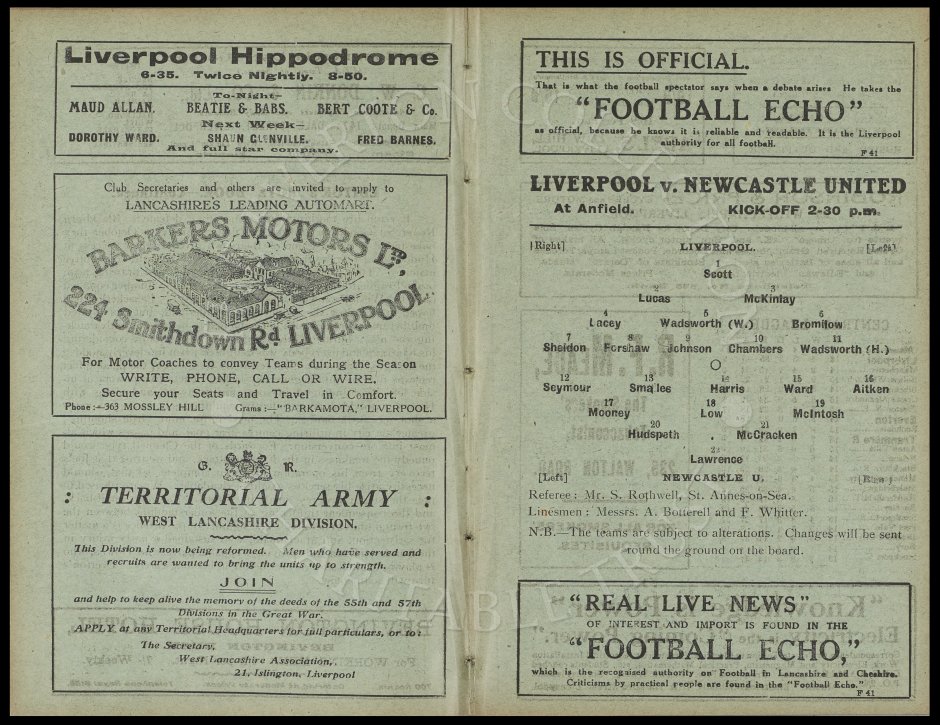 Liverpool Hippodrome
6-35. Twice Nightly. 8-50.
To-Night—
MAUD ALLAN. BEATIE & BABS. BERT COOTE & Co.
Next Week—
DOROTHY WARD. SHAUN GLENVILLE. FRED BARNES.
And full star company.
Club Secretaries and others are invited to apply to
LANCASHIRE'S LEADING AUTOMART.
BARKERS MOTORS LTD,
224 Smithdown Rd LIVERPOOL.
For Motor Coaches to convey Teams during the Season
WRITE, PHONE, CALL OR WIRE.
Secure your Seats and Travel in Comfort.
Phone :—363 MOSSLEY HILL Grams :—"BARKAMOTA," LIVERPOOL.
G. R.
: TERRITORIAL ARMY :
WEST LANCASHIRE DIVISION.
This Division is now being reformed. Men who have served and
recruits are wanted to bring the units up to strength.
JOIN
and help to keep alive the memory of the deeds of the 55th and 57th
Divisions in the Great War.
APPLY at any Territorial Headquarters for full particulars, or to:
The Secretary,
West Lancashire Association,
21, Islington, Liverpool
THIS IS OFFICIAL.
That is what the football spectator says when a debate arises He takes the
"FOOTBALL ECHO"
as official, because he knows it is reliable and readable. It is the Liverpool
authority for all football.
F 41
LIVERPOOL v. NEWCASTLE UNITED
At Anfield. KICK-OFF 2-30 p.m.
[Right] LIVERPOOL. [Left]
1
Scott
2 3
Lucas McKinlay
4 5 6
Lacey Wadsworth (W.) Bromilow
7 8 9 10 11
Sheldon Forshaw Johnson Chambers Wadsworth (H.)
O
12 13 14 15 16
Seymour Smailes Harris Ward Aitken
17 18 19
Mooney Low McIntosh
20 21
Hudspeth McCracken
22
Lawrence
[Left] NEWCASTLE U. [Right]
Referee : Mr. S. Rothwell, St. Annes-on-Sea.
Linesmen : Messrs. A. Botterell and F. Whitter.
N.B.—The teams are subject to alterations. Changes will be sent
round the ground on the board.
"REAL LIVE NEWS"
OF INTEREST AND IMPORT IS FOUND IN THE
"FOOTBALL ECHO,"
which is the recognised authority on Football in Lancashire and Cheshire.
Criticisms by practical people are found in the "Football Echo."
F 41